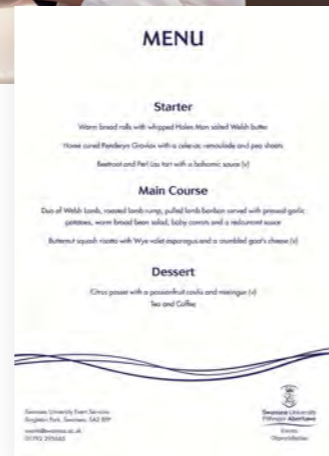 MENU
Starter
Warm bread rolls with whipped Halen Mon salted Welsh butter
Home cured Penderyn Gravlax with a celeriac remoulade and pea shoots
Beetroot and Perl Las tart with a balsamic sauce (v)
Main Course
Duo of Welsh Lamb, roasted lamb rump, pulled lamb bonbon served with pressed garlic
potatoes, warm broad bean salad, baby carrots and a redcurrant sauce
Butternut squash risotto with Wye valley asparagus and a crumbled goat's cheese (v)
Dessert
Citrus posset with a passionfruit coulis and meringue (v)
Tea and Coffee
Swansea University Event Services
Singleton Park, Swansea, SA2 8PP
01792 295665
Swansea University
Prifysgol Abertawe
Events
Digwyddiadau